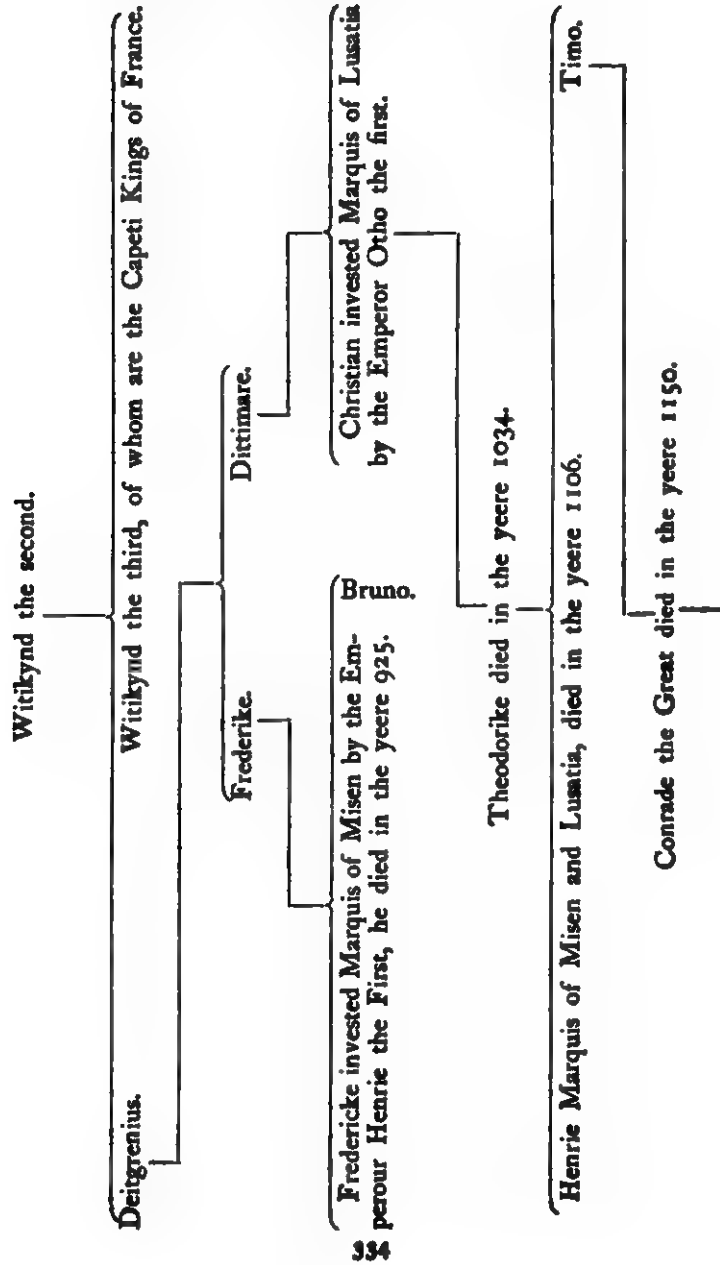 Witikynd the second.
Deitgrenius.
Witikynd the third, of whom are the Capeti Kings of France.
Frederike.
Dittimare.
Fredericke invested Marquis of Misen by the Em-
perour Henrie the First, he died in the yeere 925.
Bruno.
Christian invested Marquis of Lusatia
by the Emperor Otho the first.
Theodorike died in the yeere 1034.
Henrie Marquis of Misen and Lusatia, died in the yeere 1106.
Timo.
Conrade the Great died in the yeere 1150.
334